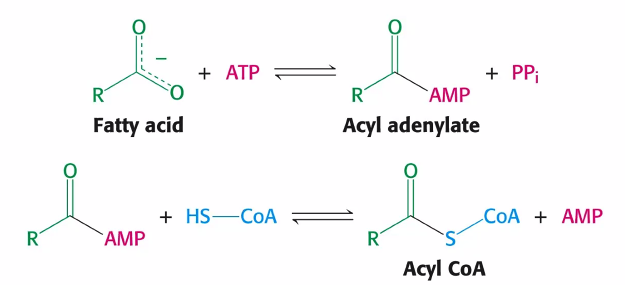 O
O
−
R
+ ATP
O
R
AMP
+ PPi
Fatty acid
Acyl adenylate
O
R
AMP
+ HS—CoA
O
R
S
CoA
+ AMP
Acyl CoA